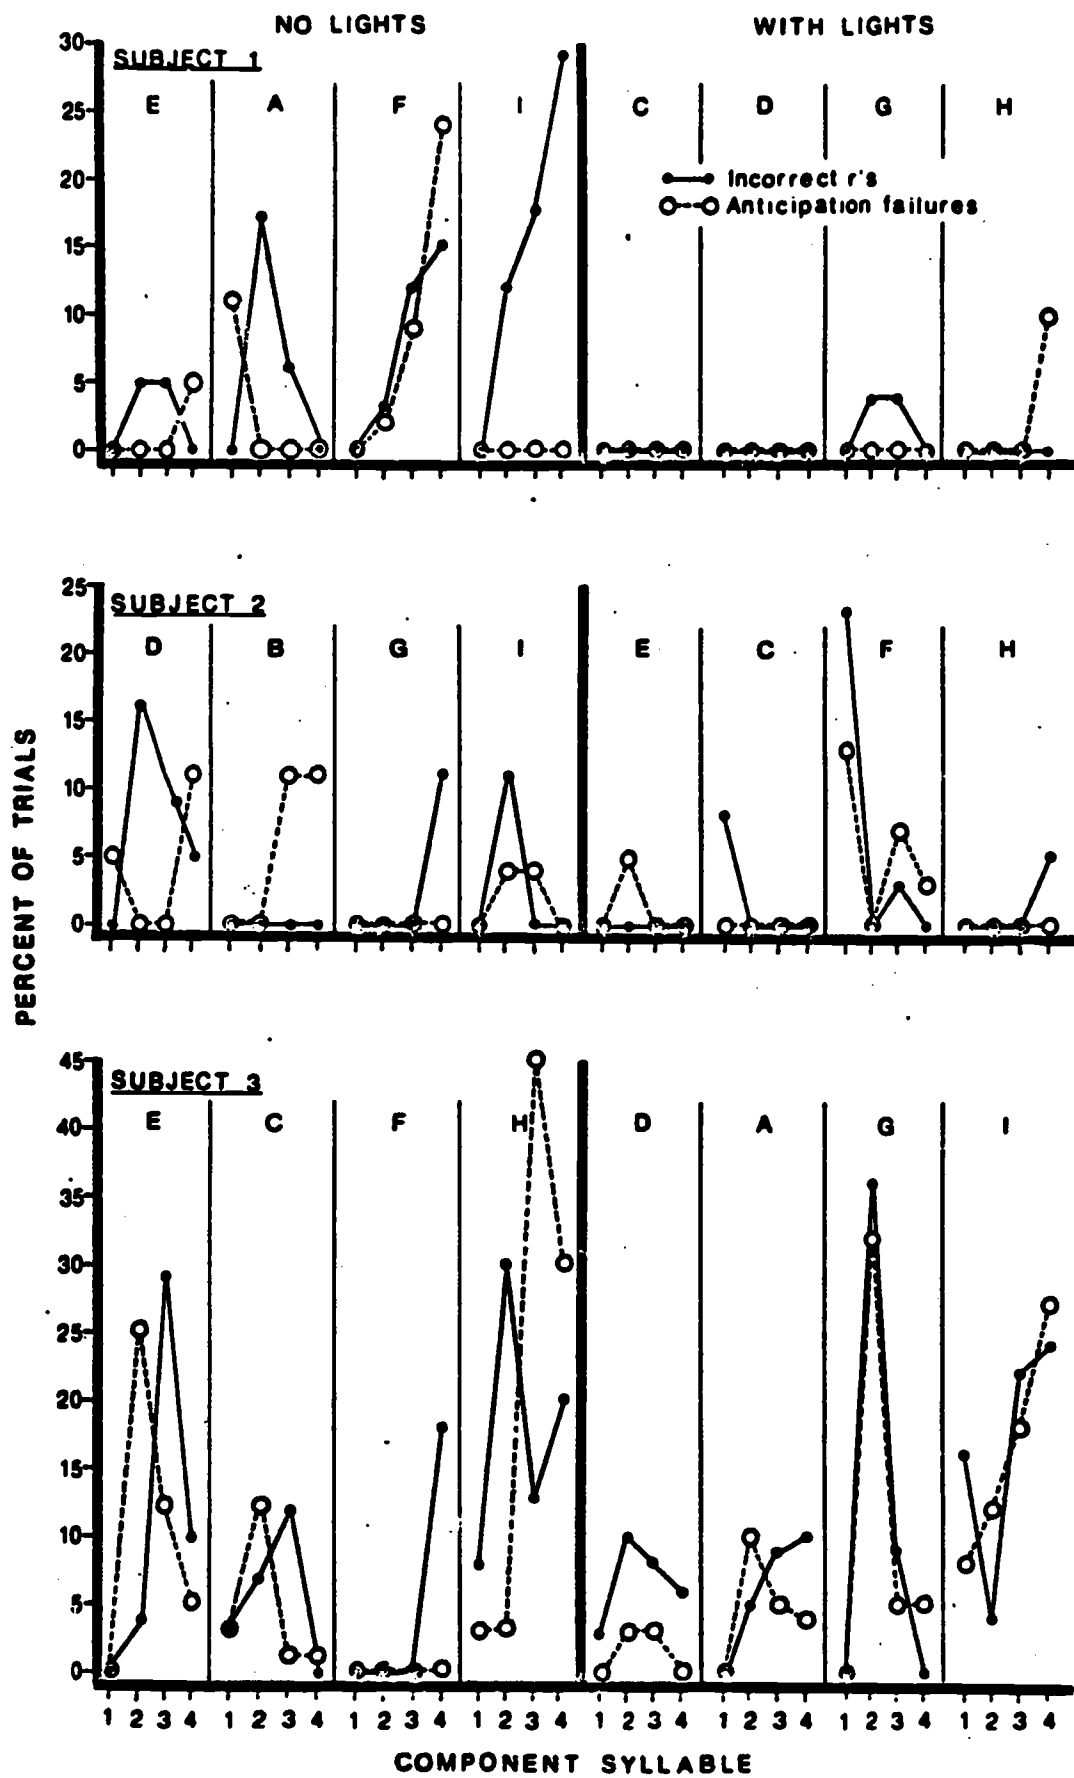 NO LIGHTS WITH LIGHTS
30
SUBJECT 1
E A F I C D G H
25
20
Incorrect r's
Anticipation failures
15
10
5
0
25
SUBJECT 2
D B G I E C F H
20
15
10
5
0
PERCENT OF TRIALS
45
SUBJECT 3
E C F H D A G I
40
35
30
25
20
15
10
5
0
1 2 3 4 1 2 3 4 1 2 3 4 1 2 3 4 1 2 3 4 1 2 3 4 1 2 3 4 1 2 3 4
COMPONENT SYLLABLE